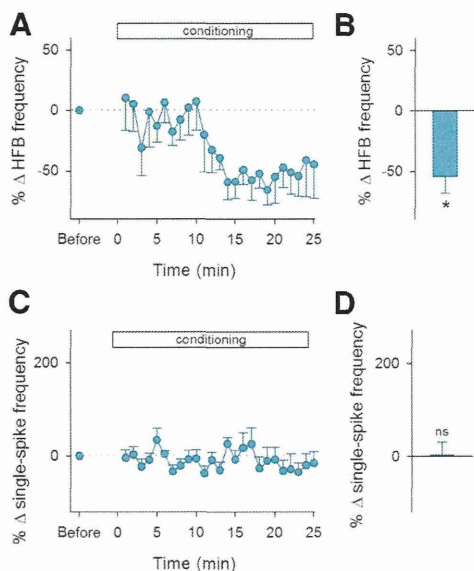 A
B
conditioning
% Δ HFB frequency
50
0
-50
Before 0 5 10 15 20 25
Time (min)
% Δ HFB frequency
50
0
-50
*
C
D
conditioning
% Δ single-spike frequency
200
0
Before 0 5 10 15 20 25
Time (min)
% Δ single-spike frequency
200
0
ns